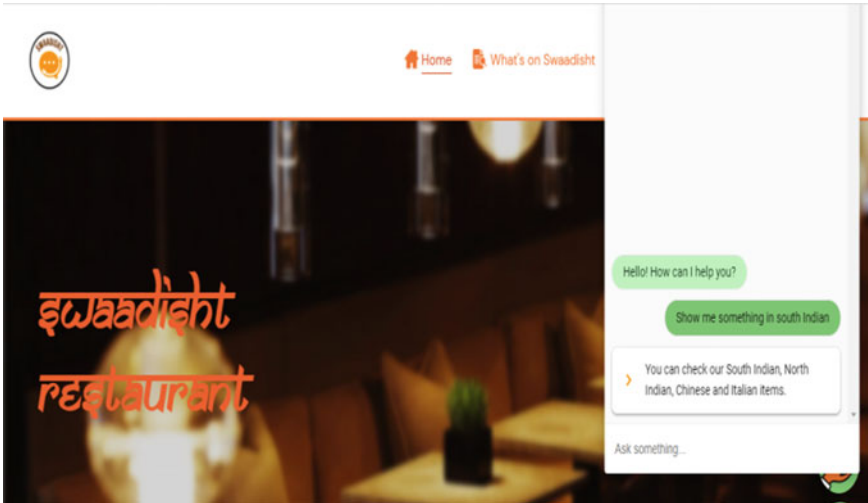 SWAADISHT
Home
What's on Swaadisht
swaadisht
restaurant
Hello! How can I help you?
Show me something in south Indian
You can check our South Indian, North
Indian, Chinese and Italian items.
Ask something...